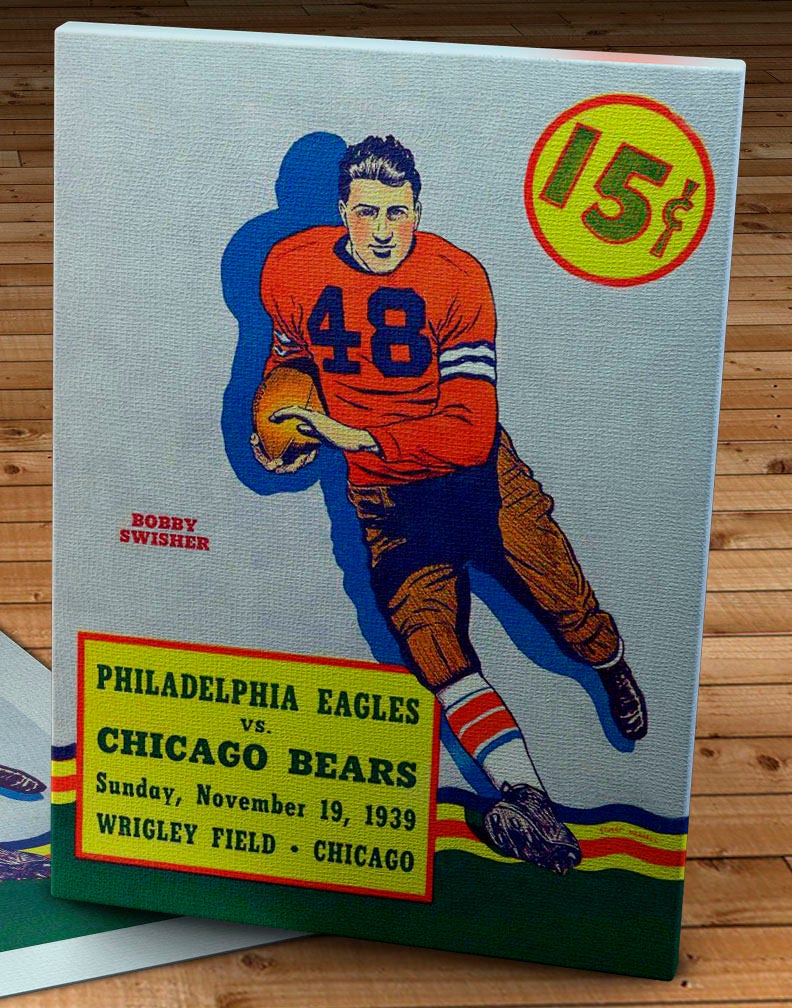 15¢
48
BOBBY
SWISHER
PHILADELPHIA EAGLES
vs.
CHICAGO BEARS
Sunday, November 19, 1939
WRIGLEY FIELD • CHICAGO